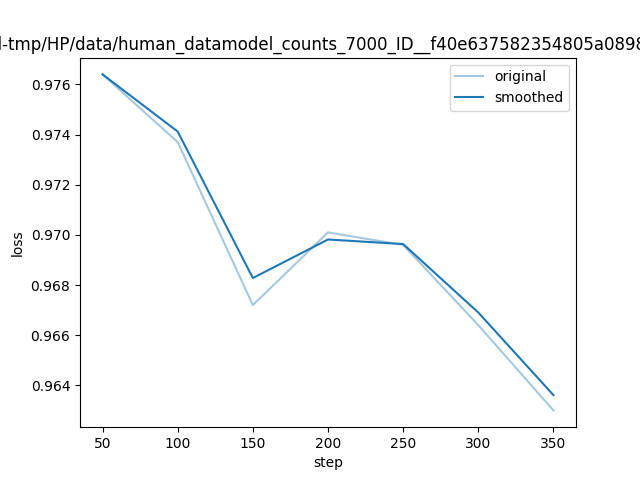 l-tmp/HP/data/human_datamodel_counts_7000_ID__f40e637582354805a0898
original
smoothed
0.976
0.974
0.972
0.970
0.968
0.966
0.964
loss
50 100 150 200 250 300 350
step